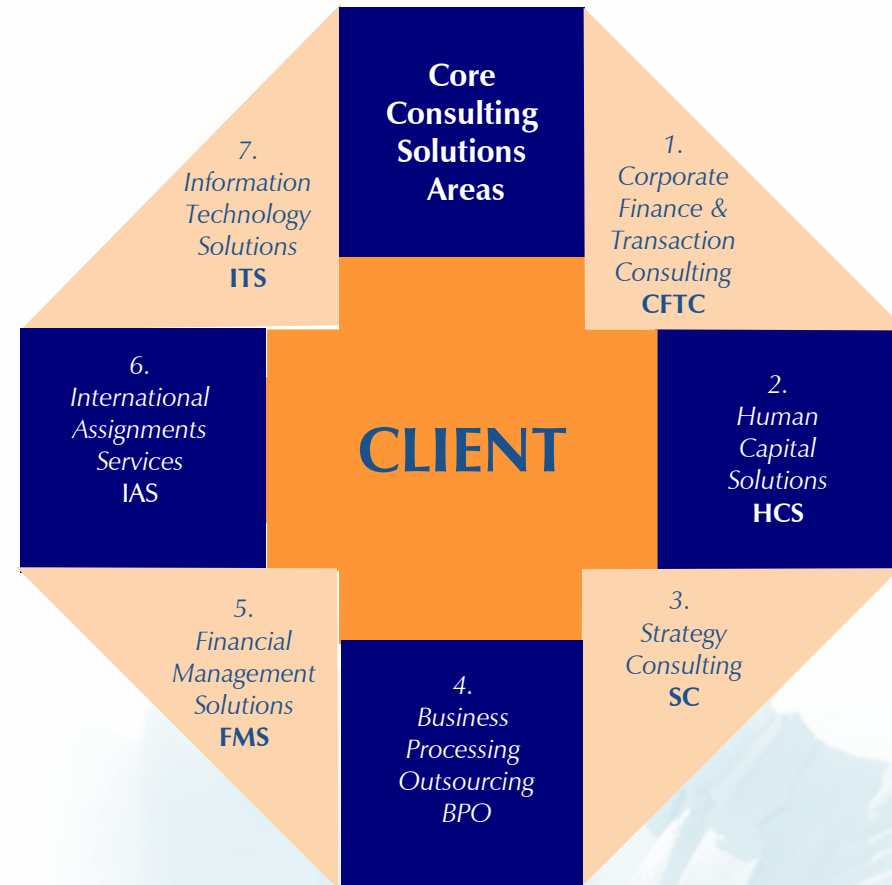 Core
Consulting
Solutions
Areas
1.
Corporate
Finance &
Transaction
Consulting
CFTC
2.
Human
Capital
Solutions
HCS
3.
Strategy
Consulting
SC
4.
Business
Processing
Outsourcing
BPO
5.
Financial
Management
Solutions
FMS
6.
International
Assignments
Services
IAS
7.
Information
Technology
Solutions
ITS
CLIENT